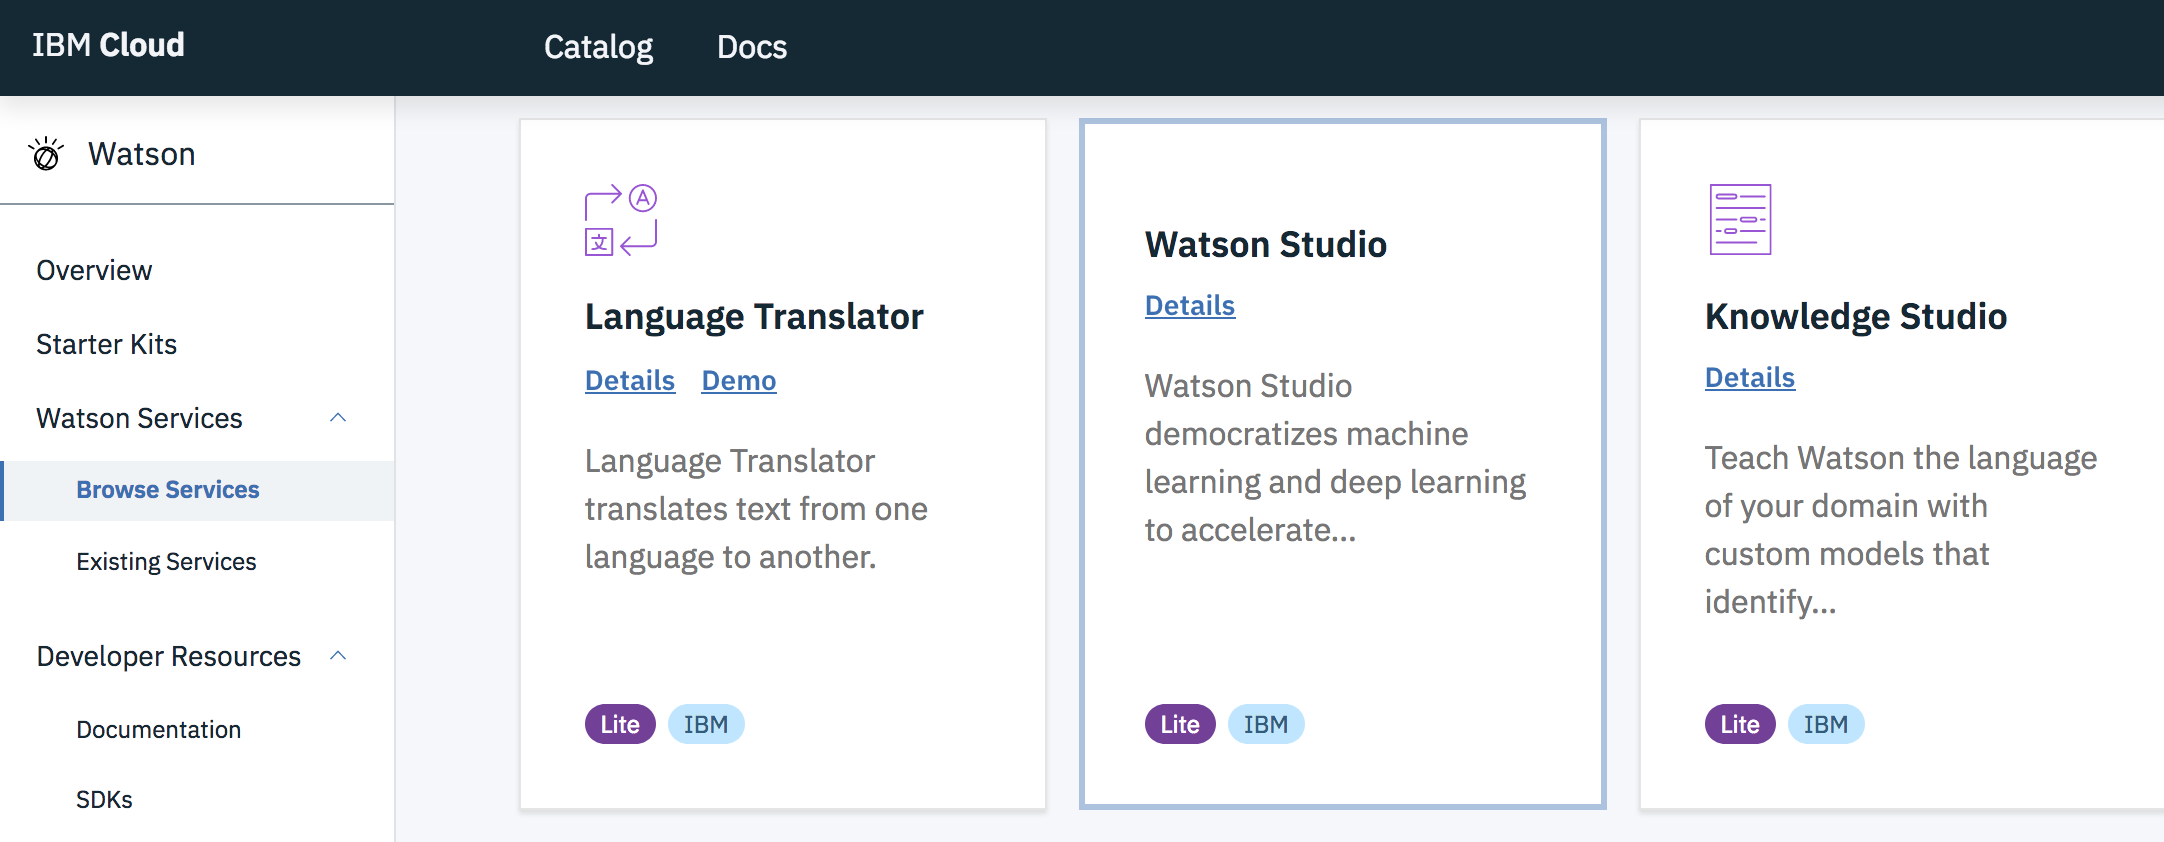 IBM Cloud
Catalog
Docs
Watson
Overview
Starter Kits
Watson Services
Browse Services
Existing Services
Developer Resources
Documentation
SDKs
A
文
Language Translator
Details Demo
Language Translator
translates text from one
language to another.
Lite IBM
Watson Studio
Details
Watson Studio
democratizes machine
learning and deep learning
to accelerate...
Lite IBM
Knowledge Studio
Details
Teach Watson the language
of your domain with
custom models that
identify...
Lite IBM